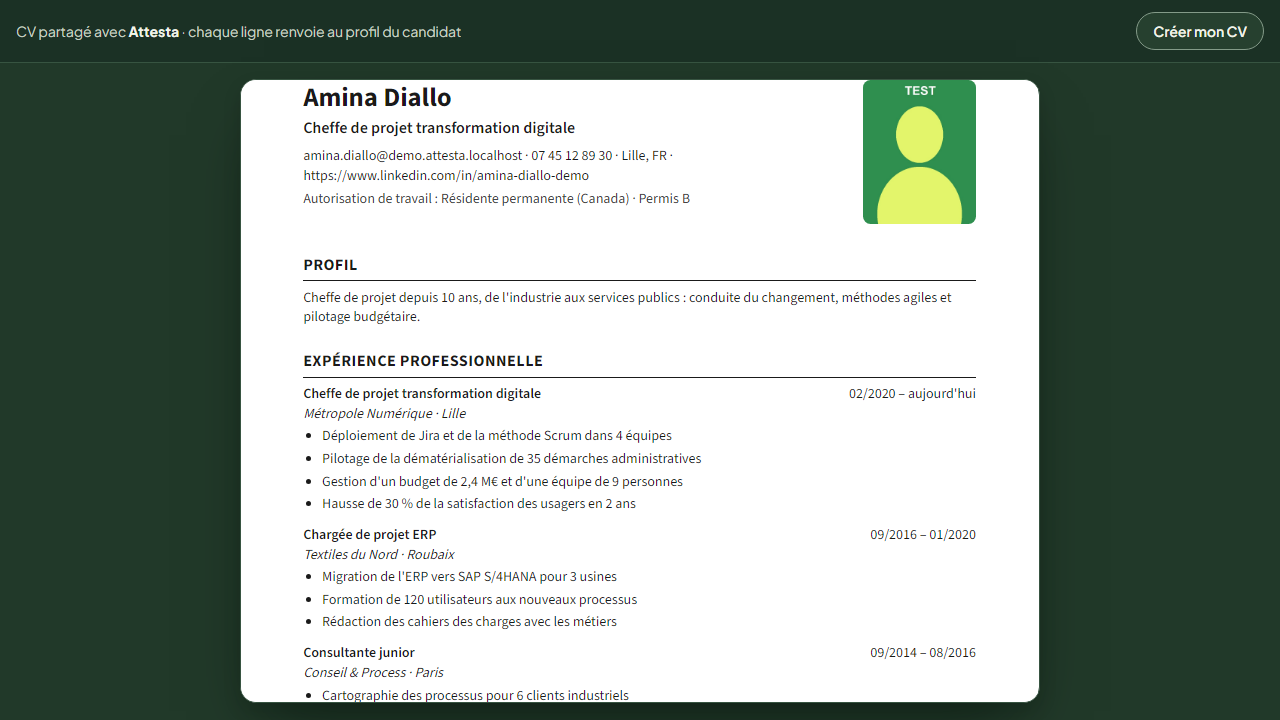 CV partagé avec Attesta · chaque ligne renvoie au profil du candidat
Créer mon CV
Amina Diallo
TEST
Cheffe de projet transformation digitale
amina.diallo@demo.attesta.localhost · 07 45 12 89 30 · Lille, FR ·
https://www.linkedin.com/in/amina-diallo-demo
Autorisation de travail : Résidente permanente (Canada) · Permis B
PROFIL
Cheffe de projet depuis 10 ans, de l'industrie aux services publics : conduite du changement, méthodes agiles et
pilotage budgétaire.
EXPÉRIENCE PROFESSIONNELLE
Cheffe de projet transformation digitale 02/2020 – aujourd'hui
Métropole Numérique · Lille
• Déploiement de Jira et de la méthode Scrum dans 4 équipes
• Pilotage de la dématérialisation de 35 démarches administratives
• Gestion d'un budget de 2,4 M€ et d'une équipe de 9 personnes
• Hausse de 30 % de la satisfaction des usagers en 2 ans
Chargée de projet ERP 09/2016 – 01/2020
Textiles du Nord · Roubaix
• Migration de l'ERP vers SAP S/4HANA pour 3 usines
• Formation de 120 utilisateurs aux nouveaux processus
• Rédaction des cahiers des charges avec les métiers
Consultante junior 09/2014 – 08/2016
Conseil & Process · Paris
• Cartographie des processus pour 6 clients industriels